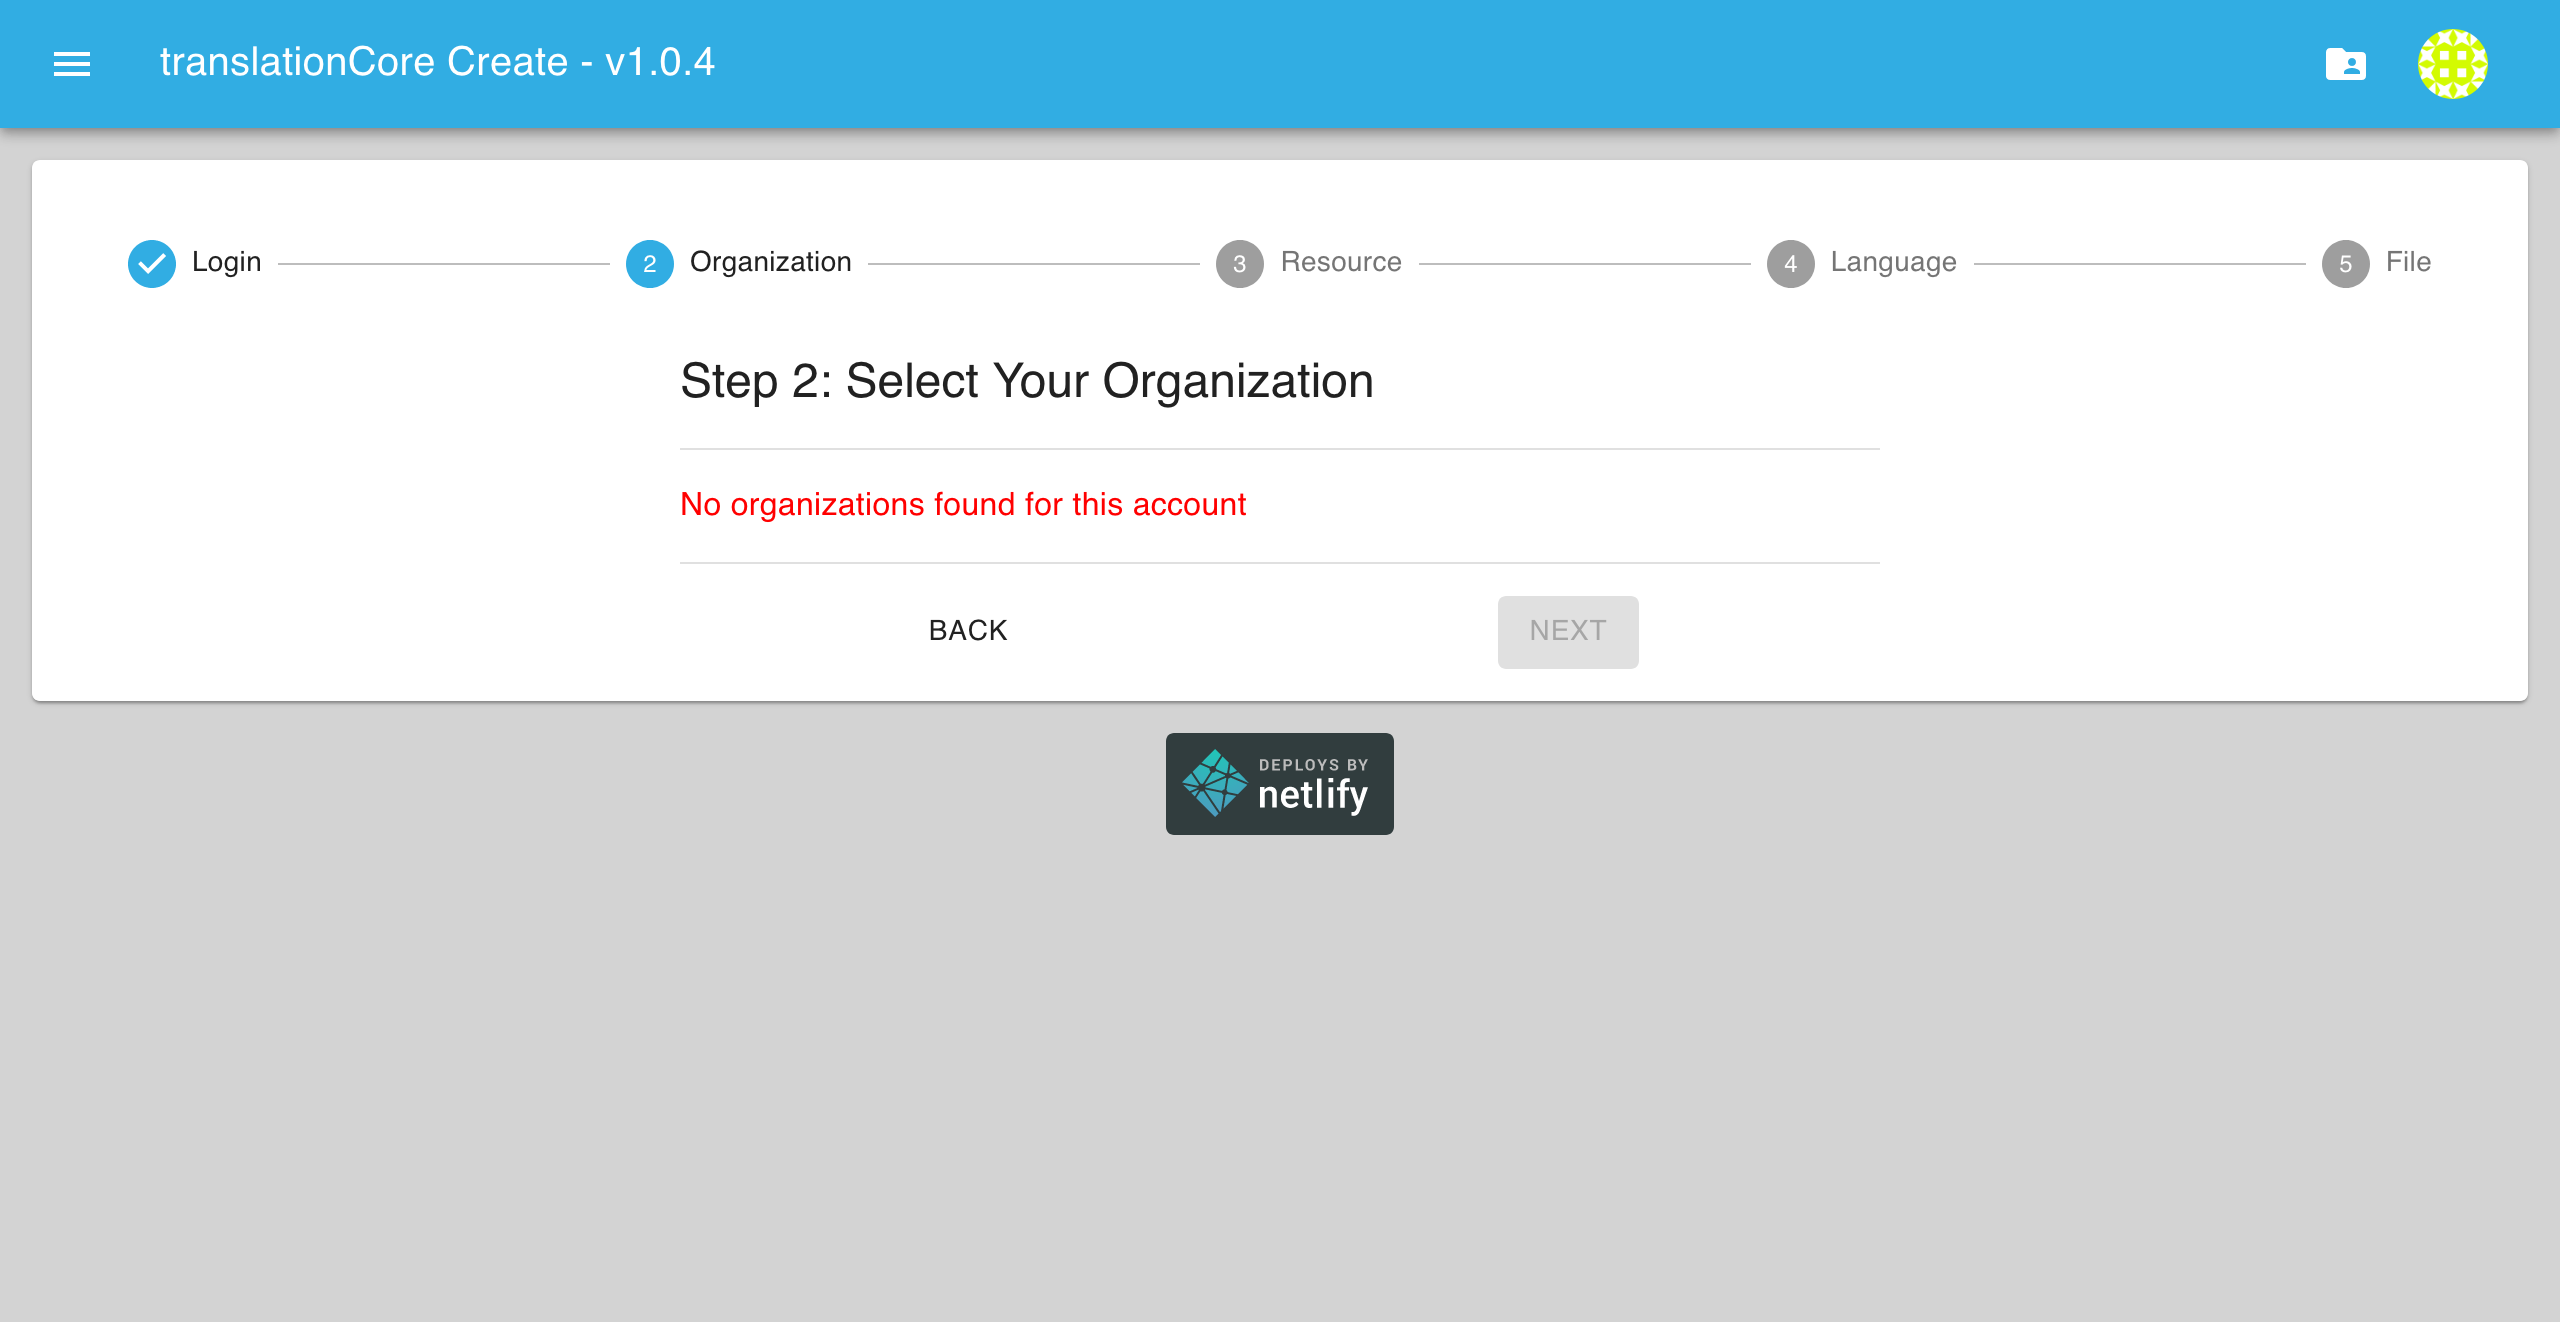 translationCore Create - v1.0.4
Login
2 Organization
3 Resource
4 Language
5 File
Step 2: Select Your Organization
No organizations found for this account
BACK
NEXT
DEPLOYS BY
netlify